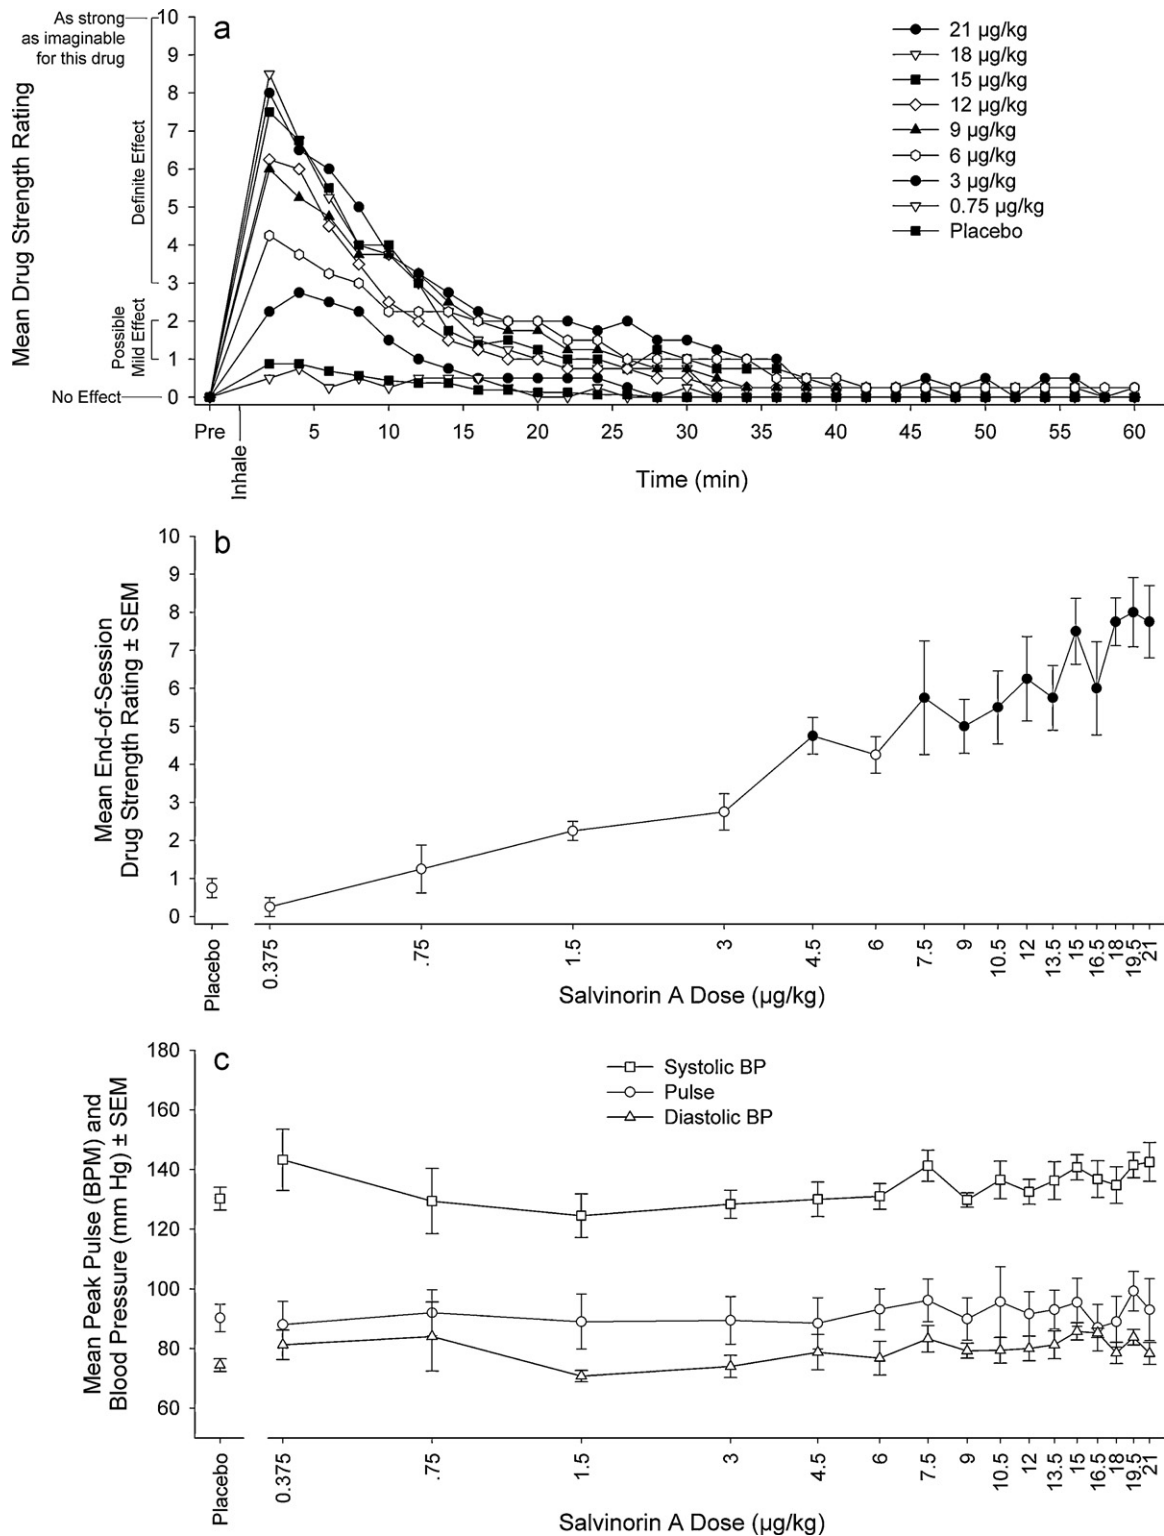 a
As strong
as imaginable
for this drug
Definite Effect
Possible
Mild Effect
No Effect
Mean Drug Strength Rating
10
9
8
7
6
5
4
3
2
1
0
21 µg/kg
18 µg/kg
15 µg/kg
12 µg/kg
9 µg/kg
6 µg/kg
3 µg/kg
0.75 µg/kg
Placebo
Pre 5 10 15 20 25 30 35 40 45 50 55 60
Inhale
Time (min)
b
Mean End-of-Session
Drug Strength Rating ± SEM
10
9
8
7
6
5
4
3
2
1
0
Placebo 0.375 .75 1.5 3 4.5 6 7.5 9 10.5 12 13.5 15 16.5 18 19.5 21
Salvinorin A Dose (µg/kg)
c
Mean Peak Pulse (BPM) and
Blood Pressure (mm Hg) ± SEM
180
160
140
120
100
80
60
Systolic BP
Pulse
Diastolic BP
Placebo 0.375 .75 1.5 3 4.5 6 7.5 9 10.5 12 13.5 15 16.5 18 19.5 21
Salvinorin A Dose (µg/kg)